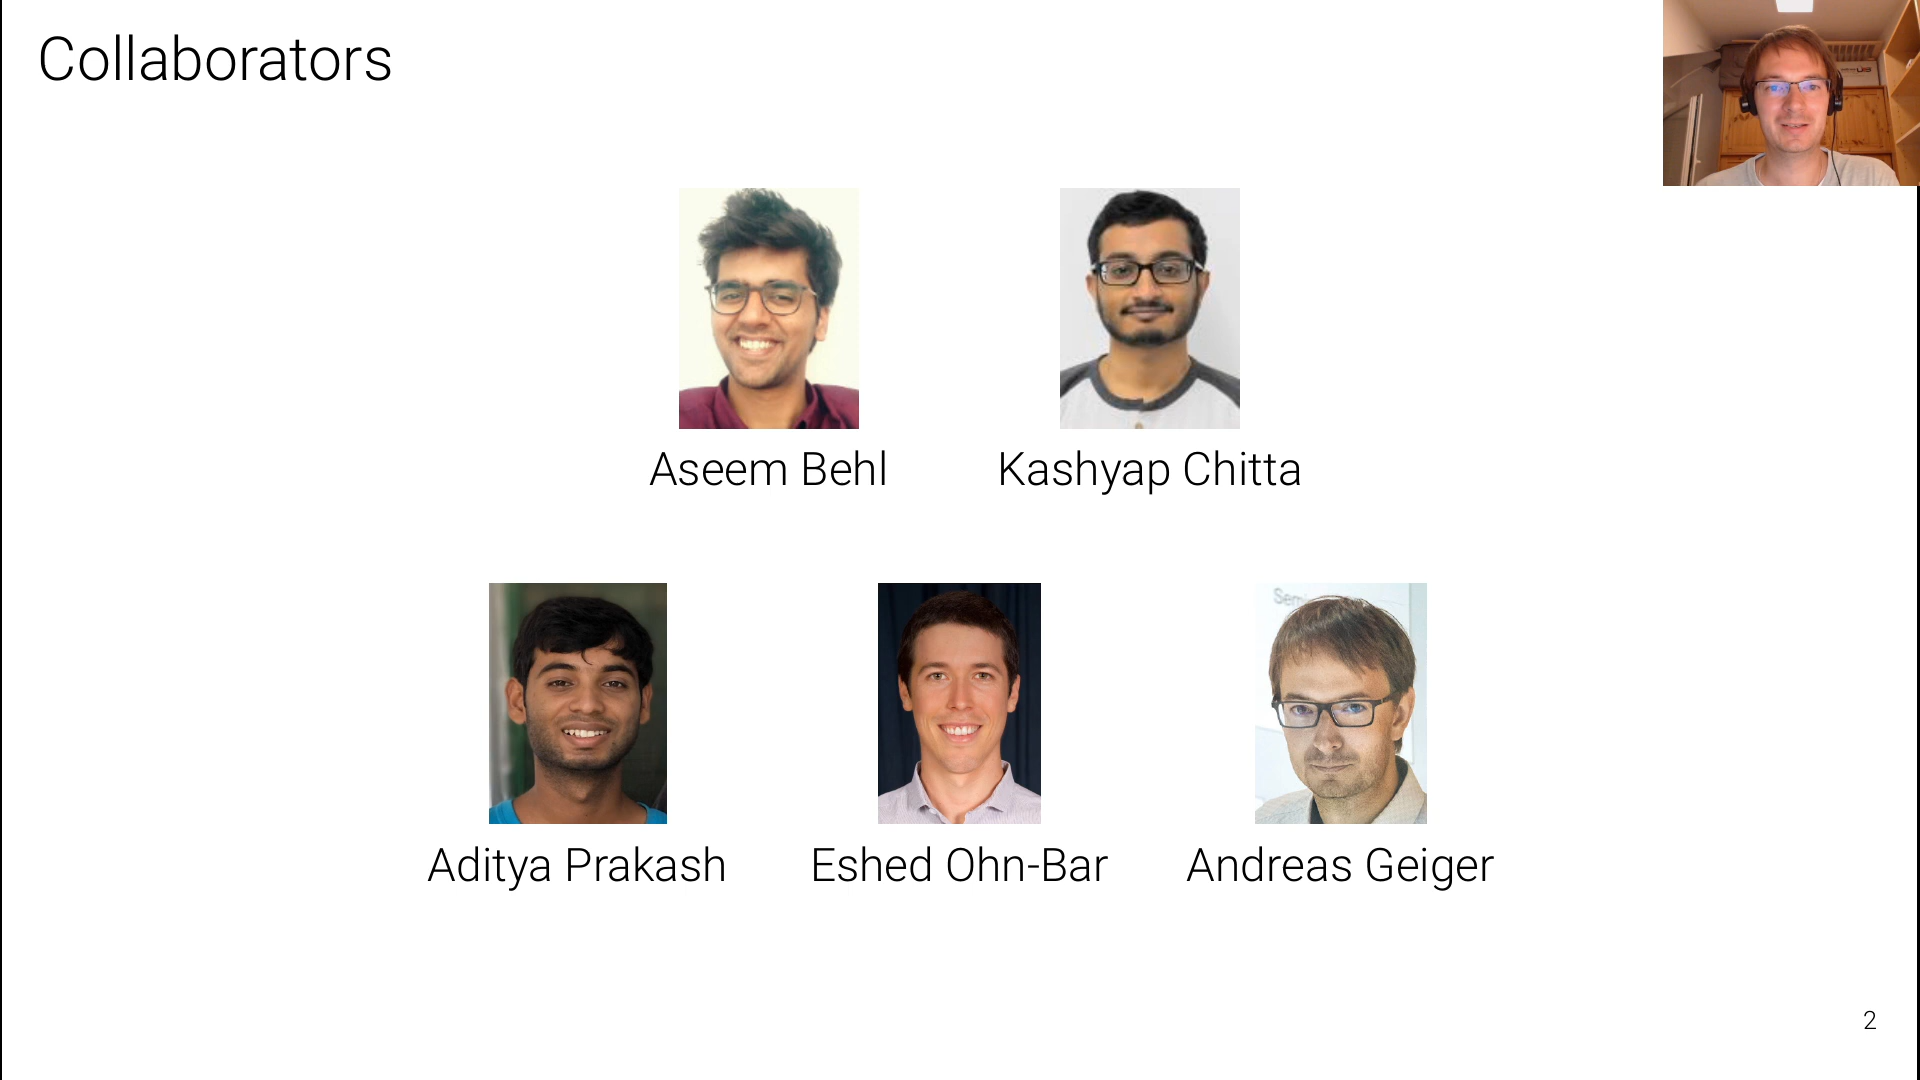 Collaborators
Aseem Behl
Kashyap Chitta
Aditya Prakash
Eshed Ohn-Bar
Andreas Geiger
2